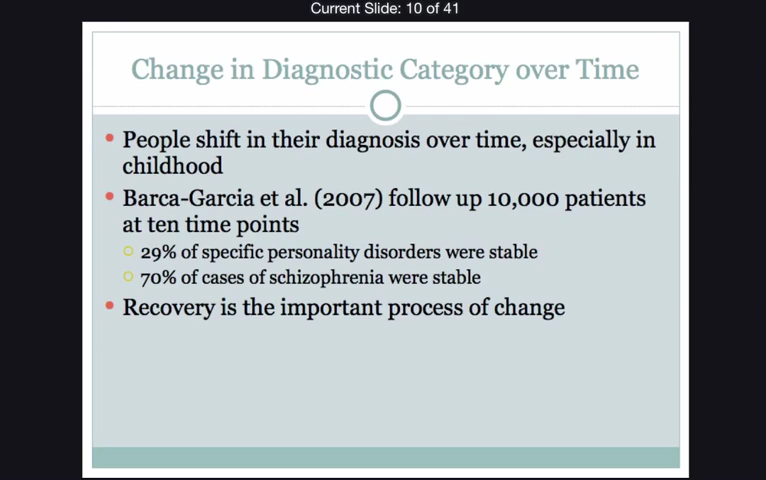 Current Slide: 10 of 41
Change in Diagnostic Category over Time
People shift in their diagnosis over time, especially in
childhood
Barca-Garcia et al. (2007) follow up 10,000 patients
at ten time points
29% of specific personality disorders were stable
70% of cases of schizophrenia were stable
Recovery is the important process of change